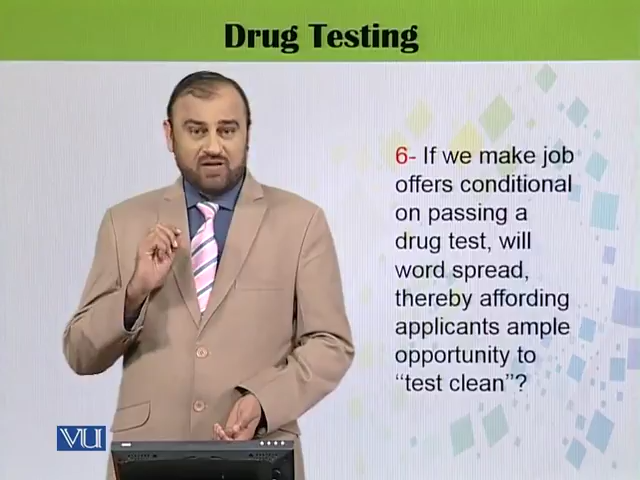 Drug Testing
6- If we make job
offers conditional
on passing a
drug test, will
word spread,
thereby affording
applicants ample
opportunity to
“test clean”?
VU